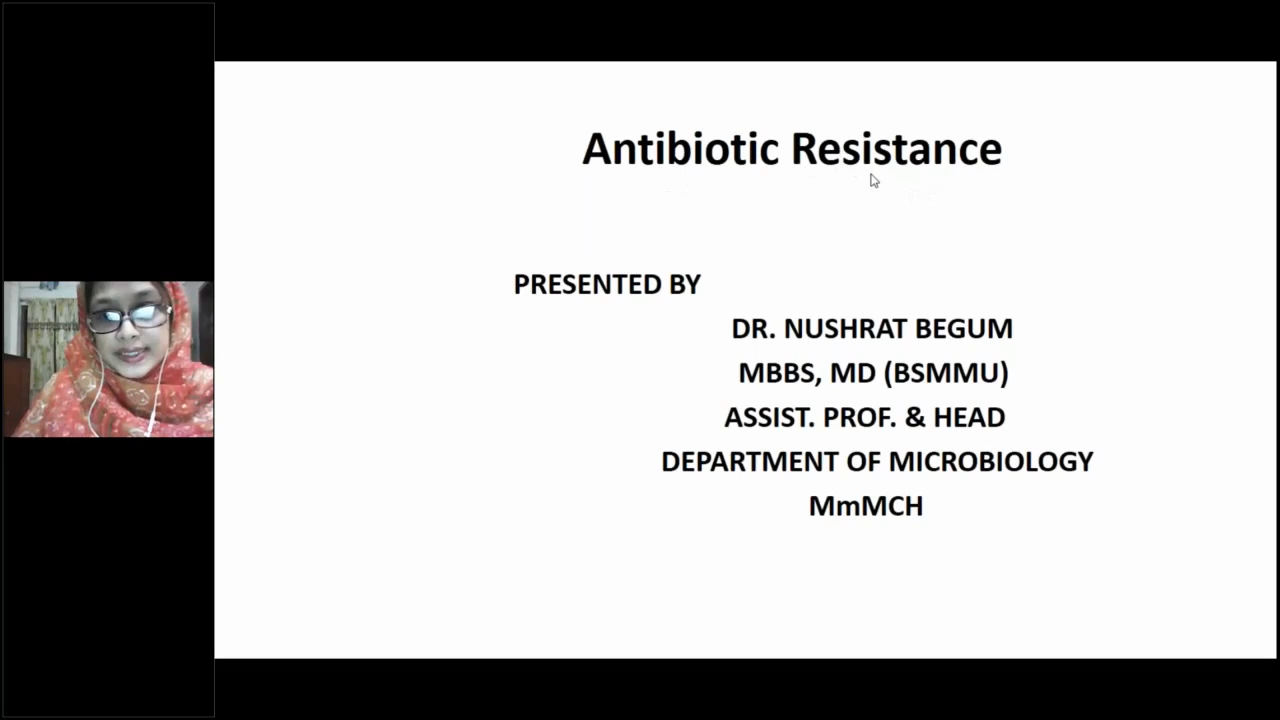 Antibiotic Resistance
PRESENTED BY
DR. NUSHRAT BEGUM
MBBS, MD (BSMMU)
ASSIST. PROF. & HEAD
DEPARTMENT OF MICROBIOLOGY
MmMCH